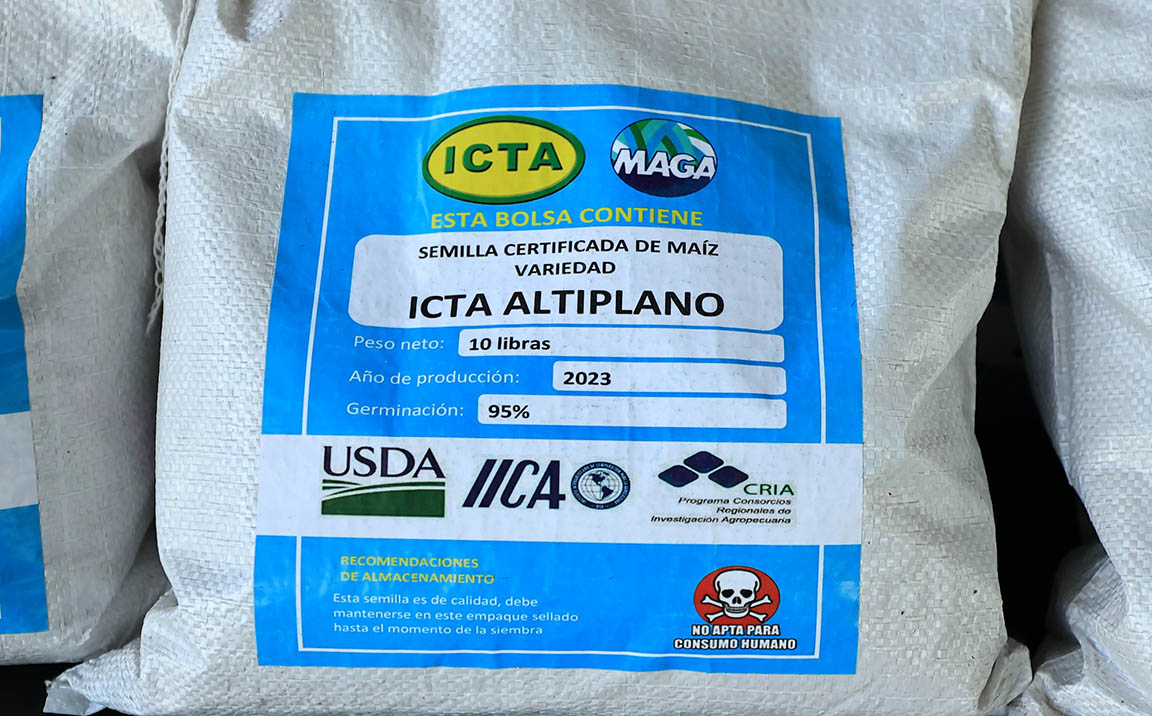 ICTA MAGA
ESTA BOLSA CONTIENE
SEMILLA CERTIFICADA DE MAÍZ
VARIEDAD
ICTA ALTIPLANO
Peso neto: 10 libras
Año de producción: 2023
Germinación: 95%
USDA IICA
CRIA
Programa Consorcios
Regionales de
Investigación Agropecuaria
RECOMENDACIONES
DE ALMACENAMIENTO
Esta semilla es de calidad, debe
mantenerse en este empaque sellado
hasta el momento de la siembra
NO APTA PARA
CONSUMO HUMANO